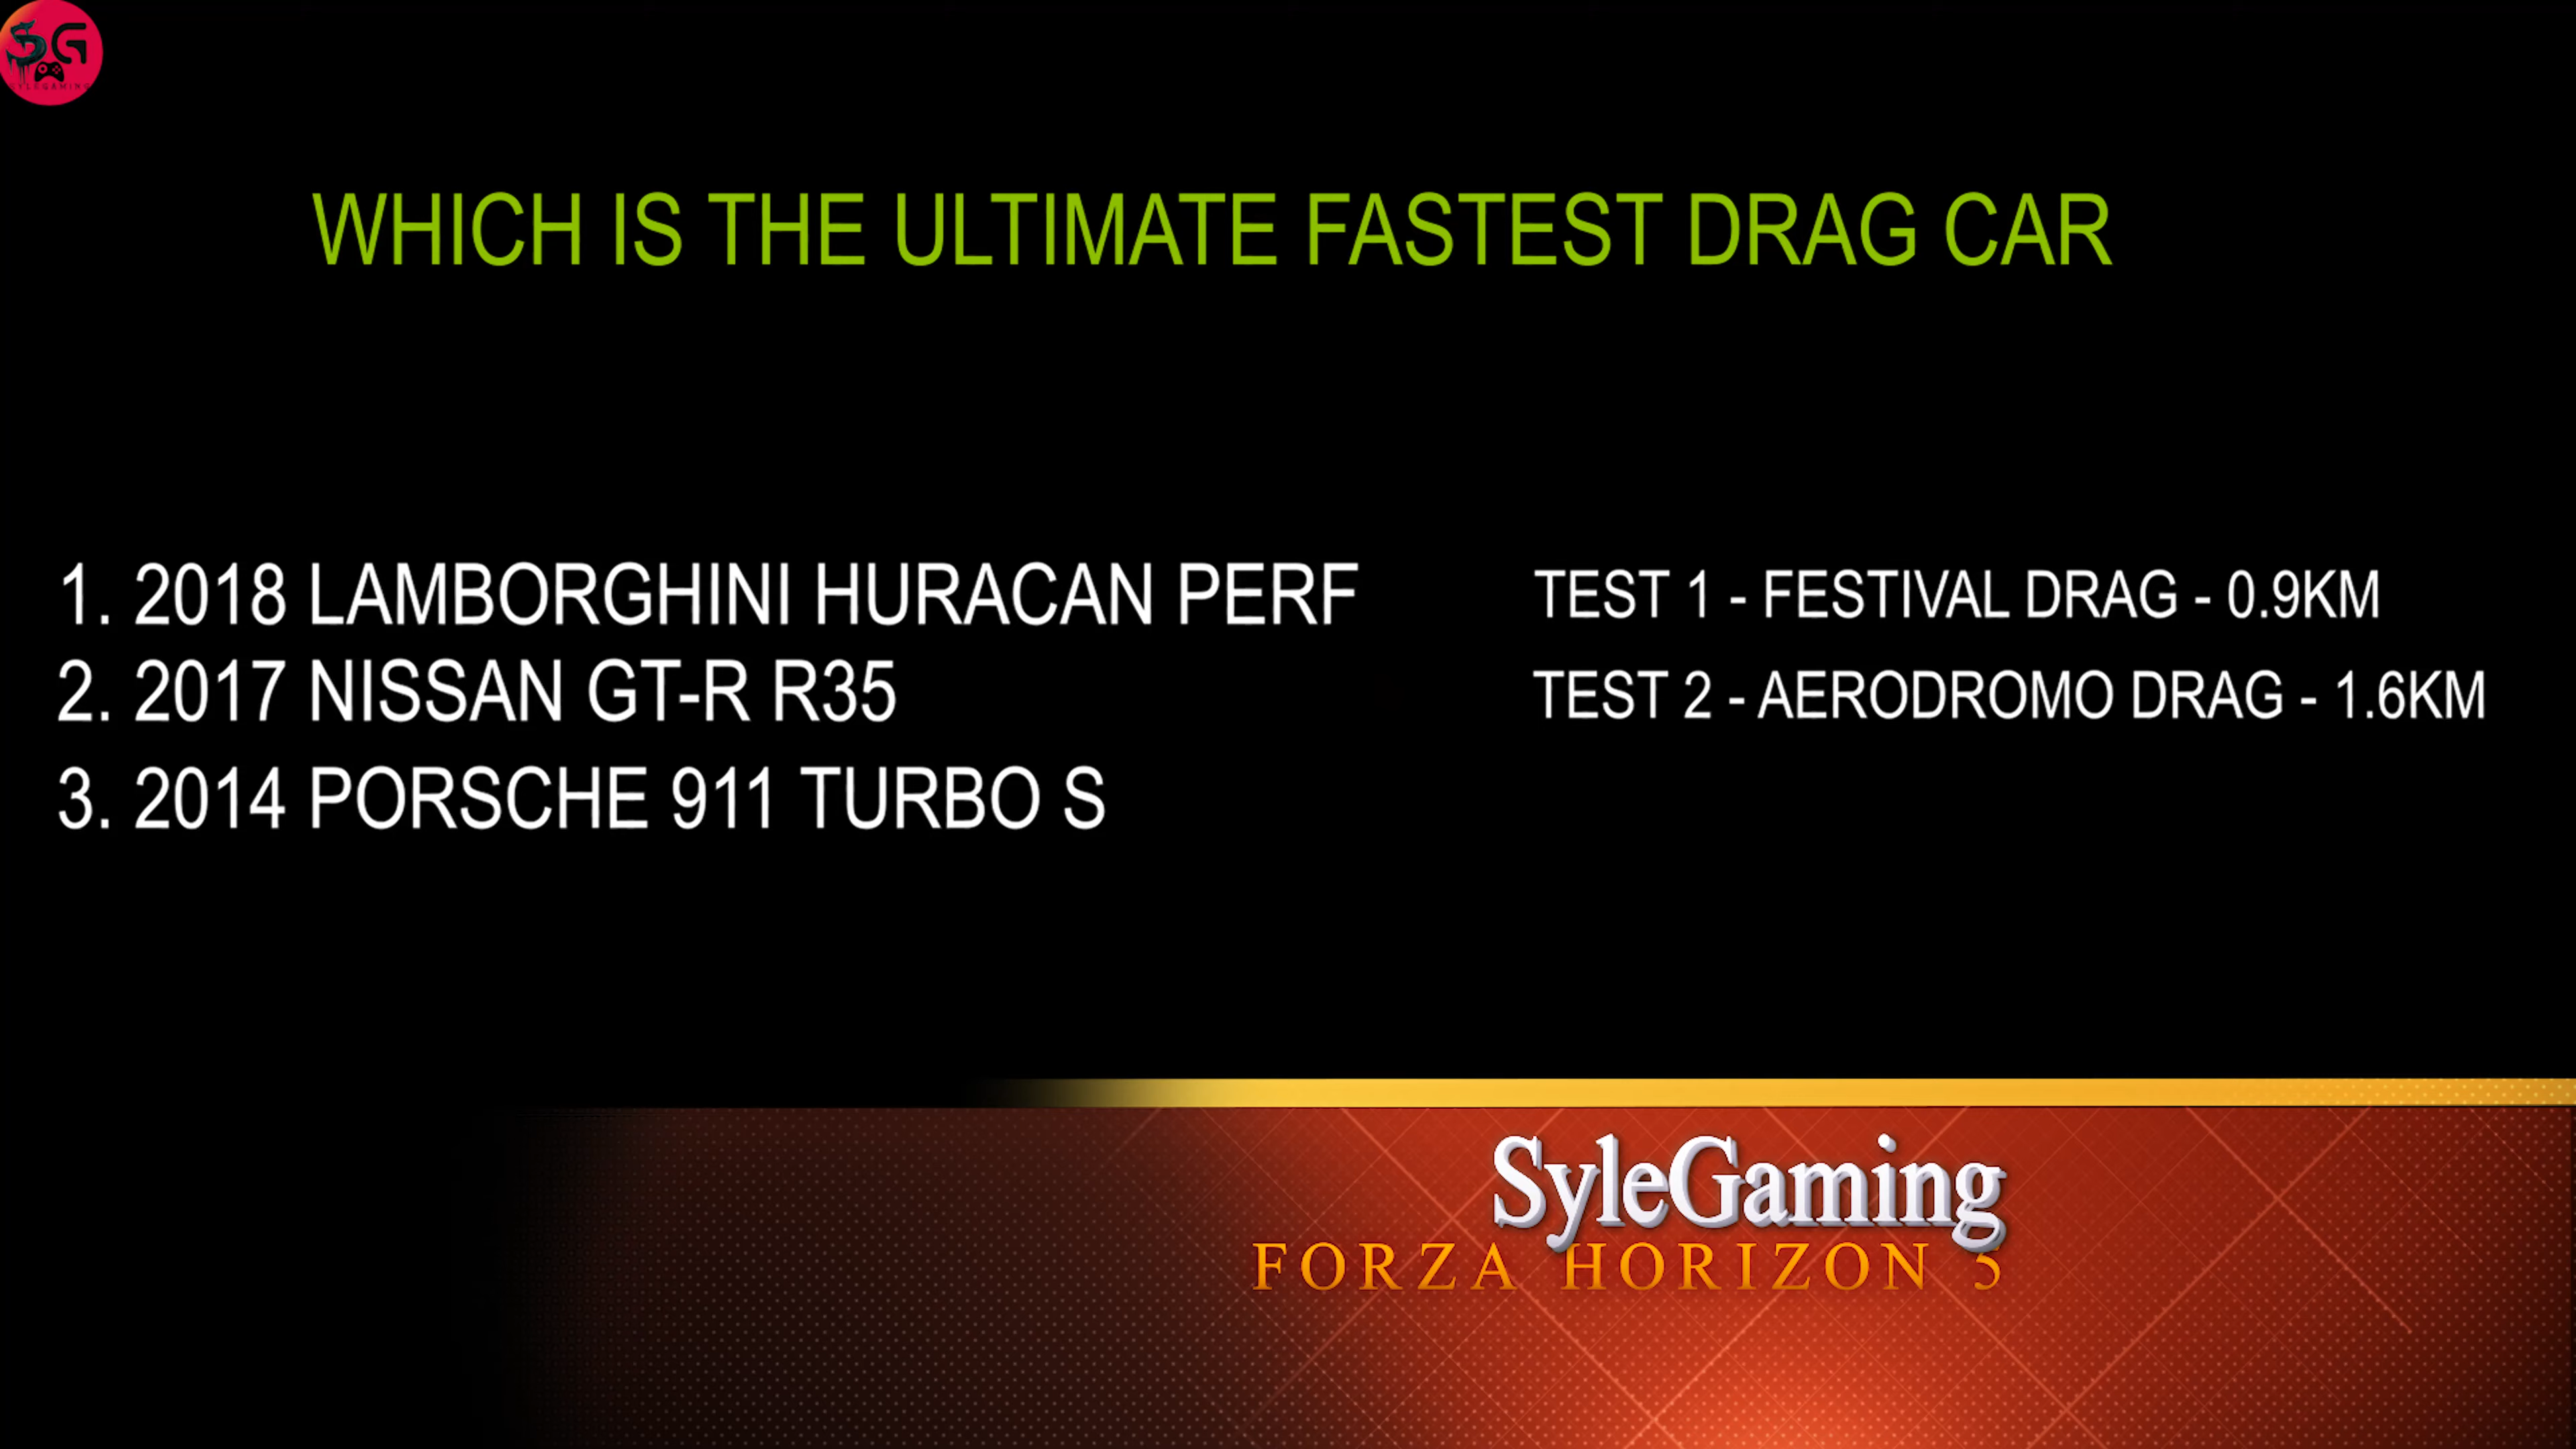 SG
SYLEGAMING
WHICH IS THE ULTIMATE FASTEST DRAG CAR
1. 2018 LAMBORGHINI HURACAN PERF
2. 2017 NISSAN GT-R R35
3. 2014 PORSCHE 911 TURBO S
TEST 1 - FESTIVAL DRAG - 0.9KM
TEST 2 - AERODROMO DRAG - 1.6KM
SyleGaming
FORZA HORIZON 5